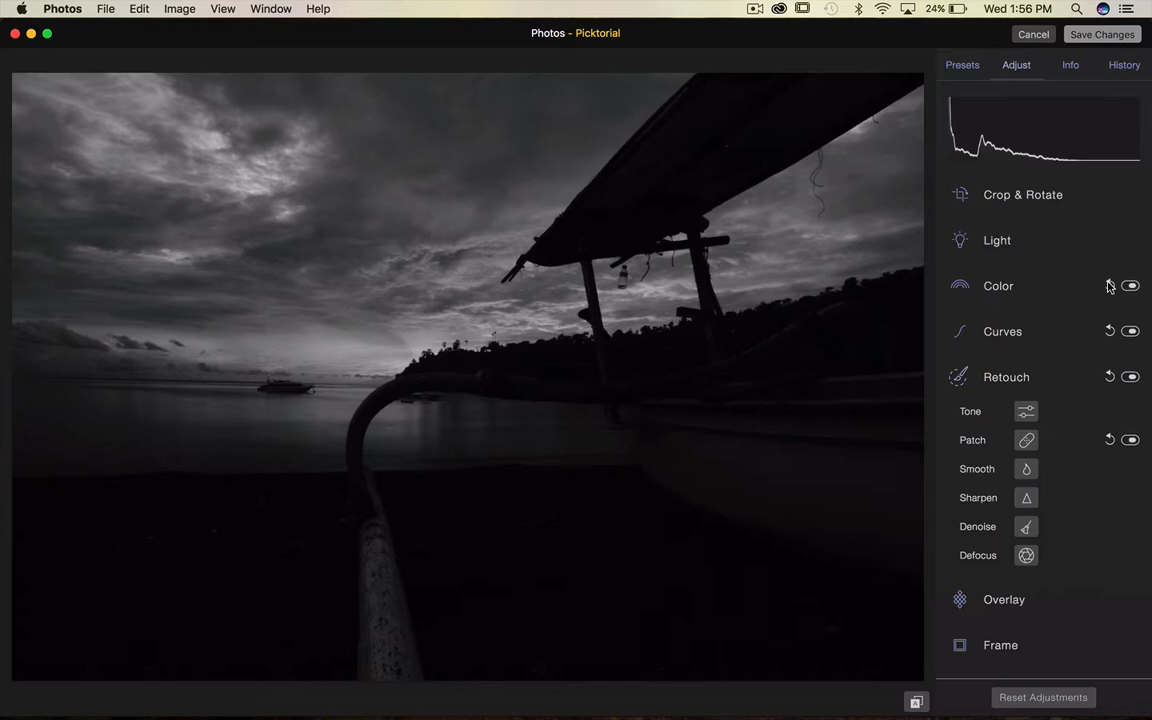 Photos File Edit Image View Window Help 24% Wed 1:56 PM
Photos - Picktorial
Cancel Save Changes
Presets Adjust Info History
Crop & Rotate
Light
Color
Curves
Retouch
Tone
Patch
Smooth
Sharpen
Denoise
Defocus
Overlay
Frame
A
Reset Adjustments